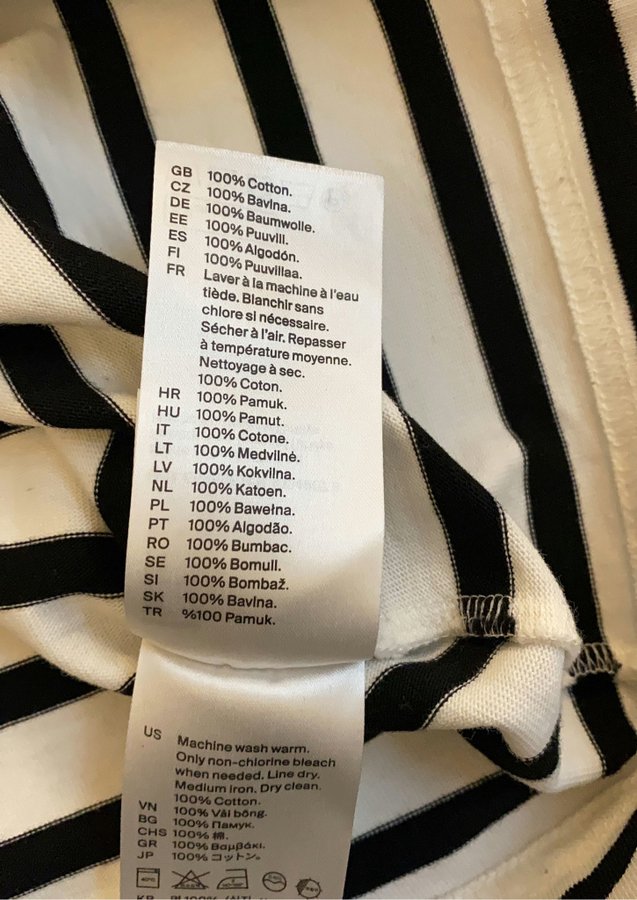 GB 100% Cotton.
CZ 100% Bavlna.
DE 100% Baumwolle.
EE 100% Puuvill.
ES 100% Algodón.
FI 100% Puuvillaa.
FR Laver à la machine à l'eau
tiède. Blanchir sans
chlore si nécessaire.
Sécher à l'air. Repasser
à température moyenne.
Nettoyage à sec.
100% Coton.
HR 100% Pamuk.
HU 100% Pamut.
IT 100% Cotone.
LT 100% Medvilnė.
LV 100% Kokvilna.
NL 100% Katoen.
PL 100% Bawełna.
PT 100% Algodão.
RO 100% Bumbac.
SE 100% Bomull.
SI 100% Bombaž.
SK 100% Bavlna.
TR %100 Pamuk.
US Machine wash warm.
Only non-chlorine bleach
when needed. Line dry.
Medium iron. Dry clean.
100% Cotton.
VN 100% Vải bông.
BG 100% Памук.
CHS 100% 棉.
GR 100% Βαμβάκι.
JP 100% コットン。
40°C